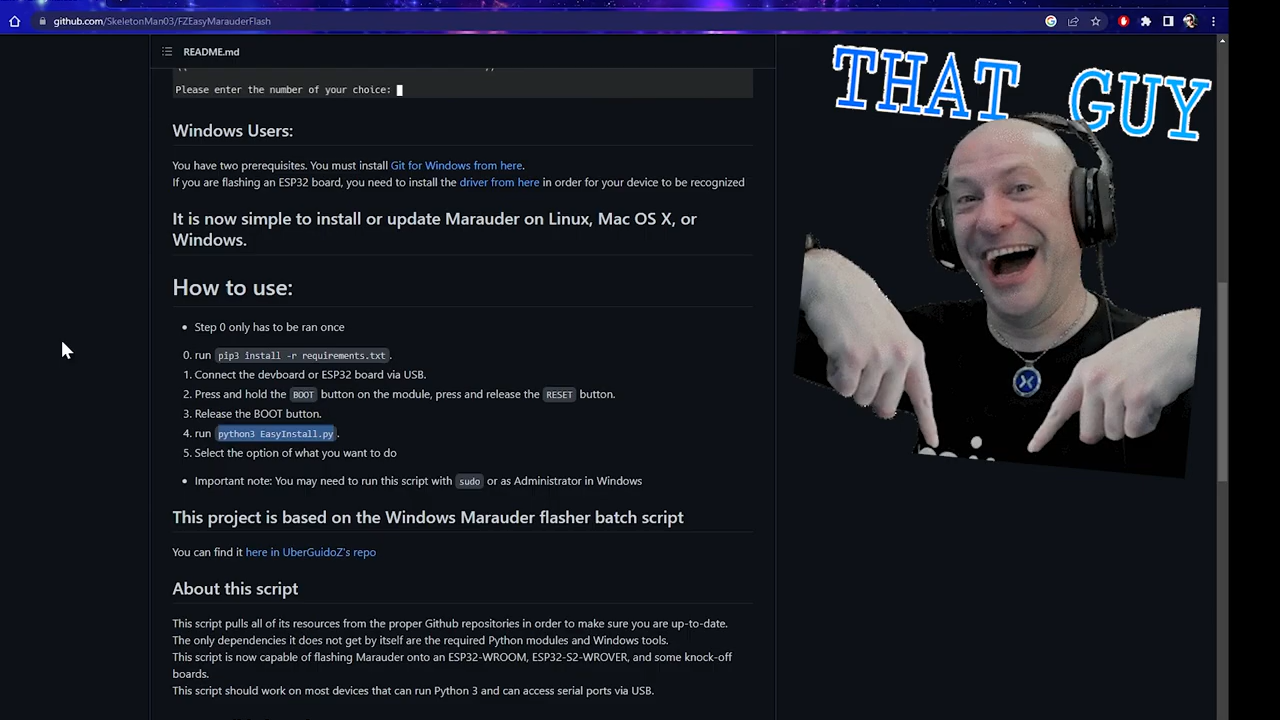 github.com/SkeletonMan03/FZEasyMarauderFlash
README.md
Please enter the number of your choice:
Windows Users:
You have two prerequisites. You must install Git for Windows from here.
If you are flashing an ESP32 board, you need to install the driver from here in order for your device to be recognized
It is now simple to install or update Marauder on Linux, Mac OS X, or
Windows.
How to use:
• Step 0 only has to be ran once
0. run pip3 install -r requirements.txt.
1. Connect the devboard or ESP32 board via USB.
2. Press and hold the BOOT button on the module, press and release the RESET button.
3. Release the BOOT button.
4. run python3 EasyInstall.py.
5. Select the option of what you want to do
• Important note: You may need to run this script with sudo or as Administrator in Windows
This project is based on the Windows Marauder flasher batch script
You can find it here in UberGuidoZ's repo
About this script
This script pulls all of its resources from the proper Github repositories in order to make sure you are up-to-date.
The only dependencies it does not get by itself are the required Python modules and Windows tools.
This script is now capable of flashing Marauder onto an ESP32-WROOM, ESP32-S2-WROVER, and some knock-off
boards.
This script should work on most devices that can run Python 3 and can access serial ports via USB.
THAT GUY